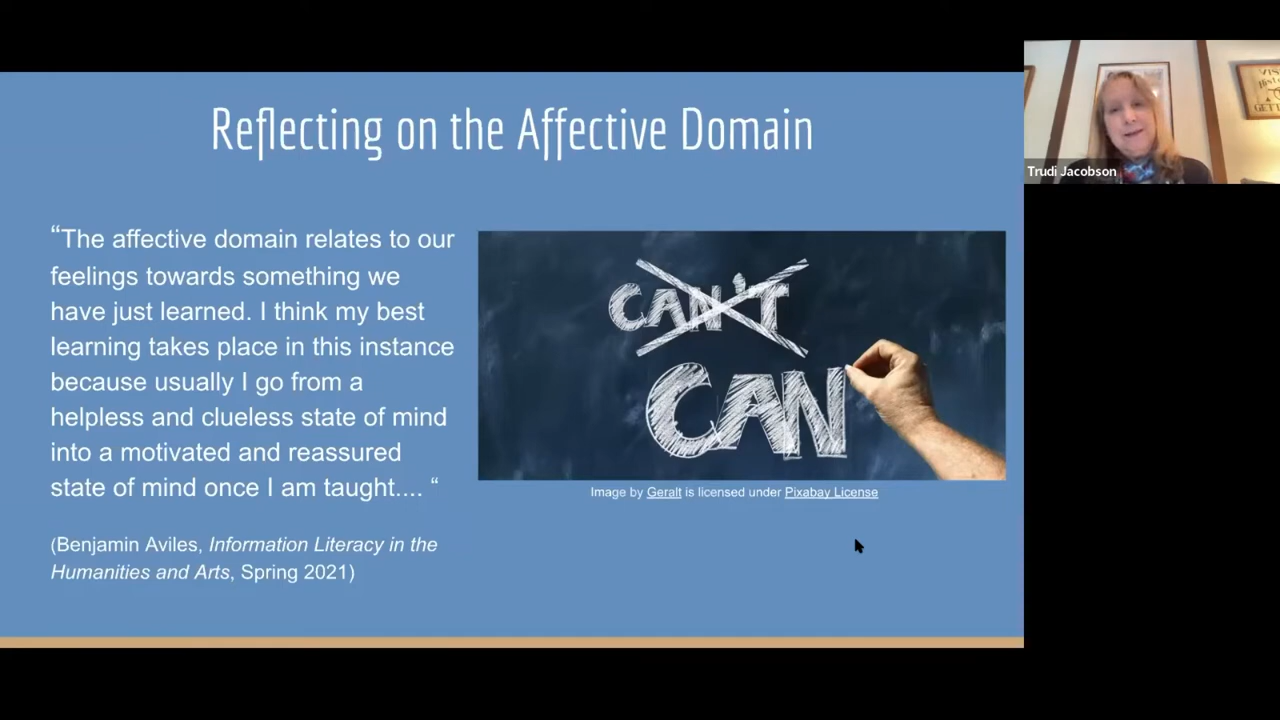 Reflecting on the Affective Domain
“The affective domain relates to our
feelings towards something we
have just learned. I think my best
learning takes place in this instance
because usually I go from a
helpless and clueless state of mind
into a motivated and reassured
state of mind once I am taught.... “
(Benjamin Aviles, Information Literacy in the
Humanities and Arts, Spring 2021)
CAN'T
CAN
Image by Geralt is licensed under Pixabay License
Trudi Jacobson